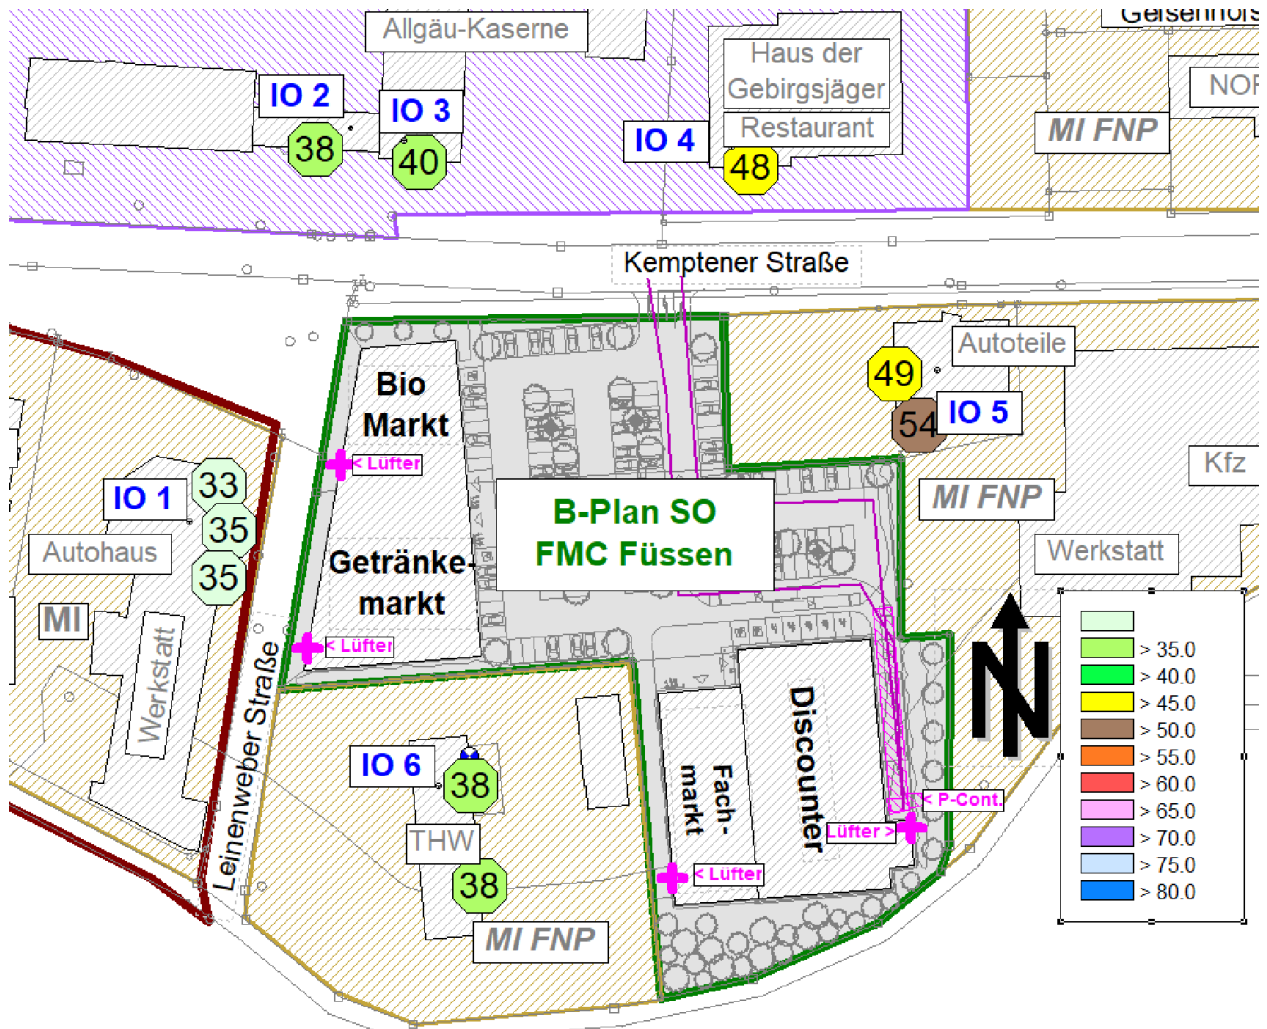 Allgäu-Kaserne
Haus der
Gebirgsjäger
Restaurant
MI FNP
IO 2
IO 3
IO 4
38
40
48
Kemptener Straße
Bio
Markt
< Lüfter
Autoteile
49
54
IO 5
MI FNP
Kfz
Werkstatt
33
IO 1
35
35
Autohaus
MI
Werkstatt
Leinenweber Straße
B-Plan SO
FMC Füssen
Getränke-
markt
< Lüfter
IO 6
38
THW
38
MI FNP
Fach-
markt
Discounter
< P-Cont.
Lüfter >
< Lüfter
N
> 35.0
> 40.0
> 45.0
> 50.0
> 55.0
> 60.0
> 65.0
> 70.0
> 75.0
> 80.0